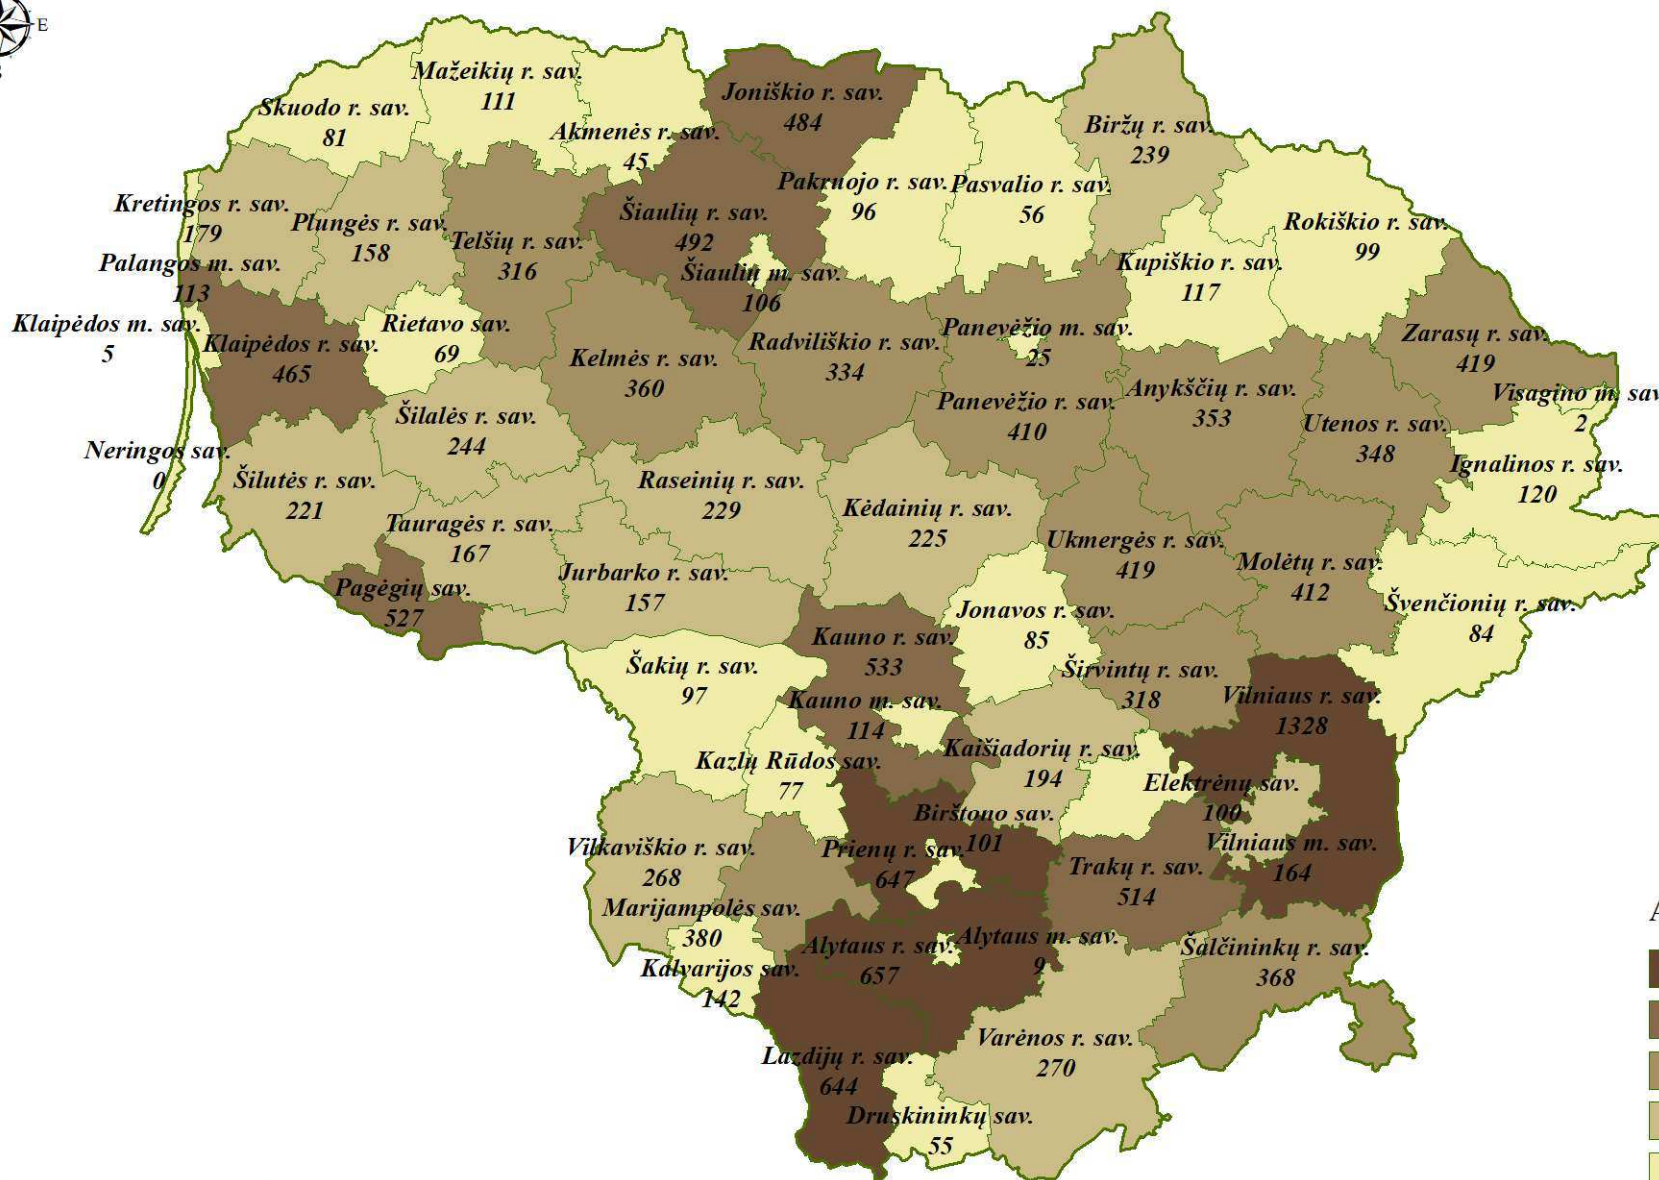 E
Mažeikių r. sav.
111
Skuodo r. sav.
81
Akmenės r. sav.
45
Joniškio r. sav.
484
Biržų r. sav.
239
Pakruojo r. sav.
96
Pasvalio r. sav.
56
Kretingos r. sav.
179
Plungės r. sav.
158
Telšių r. sav.
316
Šiaulių r. sav.
492
Rokiškio r. sav.
99
Palangos m. sav.
113
Šiaulių m. sav.
106
Kupiškio r. sav.
117
Klaipėdos m. sav.
5
Klaipėdos r. sav.
465
Rietavo sav.
69
Kelmės r. sav.
360
Radviliškio r. sav.
334
Panevėžio m. sav.
25
Zarasų r. sav.
419
Visagino m. sav
2
Panevėžio r. sav.
410
Anykščių r. sav.
353
Utenos r. sav.
348
Šilalės r. sav.
244
Neringos sav.
0
Šilutės r. sav.
221
Raseinių r. sav.
229
Kėdainių r. sav.
225
Ignalinos r. sav.
120
Tauragės r. sav.
167
Ukmergės r. sav.
419
Molėtų r. sav.
412
Pagėgių sav.
527
Jurbarko r. sav.
157
Jonavos r. sav.
85
Švenčionių r. sav.
84
Šakių r. sav.
97
Kauno r. sav.
533
Širvintų r. sav.
318
Vilniaus r. sav.
1328
Kauno m. sav.
114
Kazlų Rūdos sav.
77
Kaišiadorių r. sav.
194
Elektrėnų sav.
100
Birštono sav.
101
Vilkaviškio r. sav.
268
Prienų r. sav.
647
Trakų r. sav.
514
Vilniaus m. sav.
164
Marijampolės sav.
380
Alytaus r. sav.
657
Alytaus m. sav.
9
Šalčininkų r. sav.
368
Kalvarijos sav.
142
Lazdijų r. sav.
644
Varėnos r. sav.
270
Druskininkų sav.
55